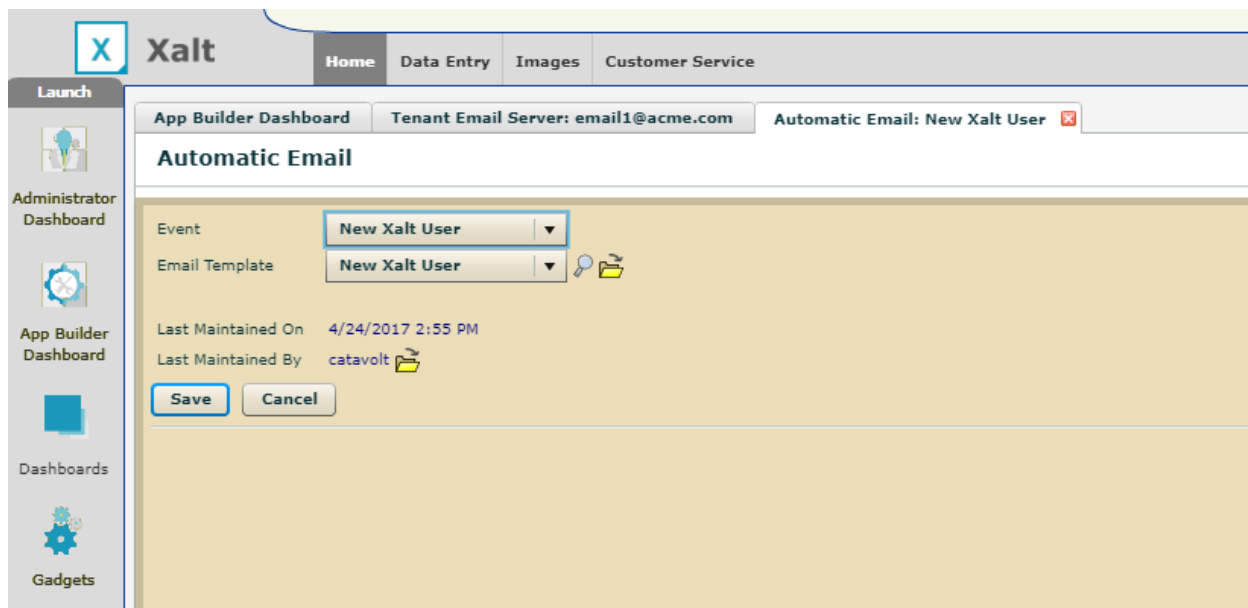 X Xalt
Home Data Entry Images Customer Service
Launch
App Builder Dashboard Tenant Email Server: email1@acme.com Automatic Email: New Xalt User
Automatic Email
Administrator
Dashboard
Event New Xalt User
Email Template New Xalt User
App Builder
Dashboard
Last Maintained On 4/24/2017 2:55 PM
Last Maintained By catavolt
Save Cancel
Dashboards
Gadgets